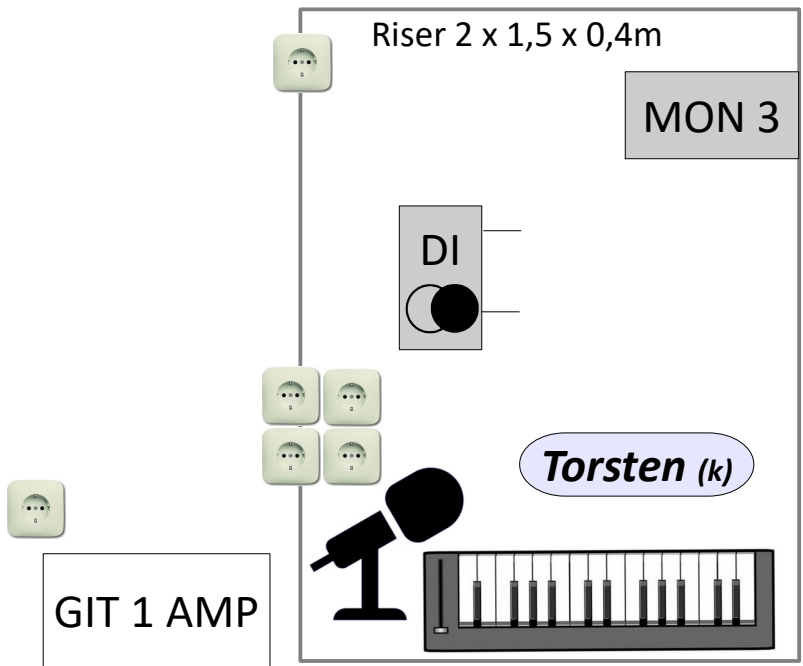 Riser 2 x 1,5 x 0,4m
MON 3
DI
Torsten (k)
GIT 1 AMP